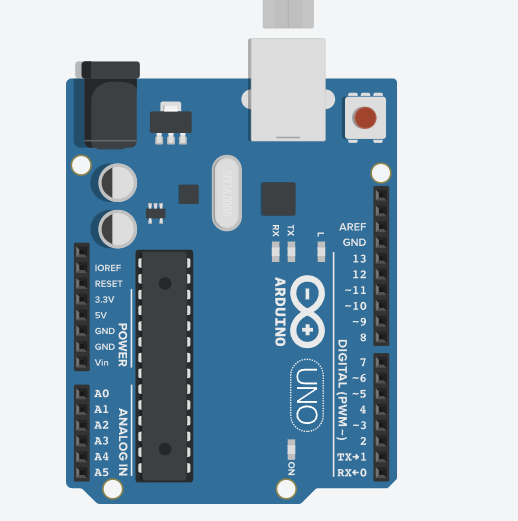 SPK16.000G
RX
TX
L
AREF
GND
13
12
~11
~10
~9
8
7
~6
~5
4
~3
2
TX→1
RX←0
DIGITAL (PWM~)
ARDUINO
UNO
ON
IOREF
RESET
3.3V
5V
GND
GND
Vin
POWER
A0
A1
A2
A3
A4
A5
ANALOG IN